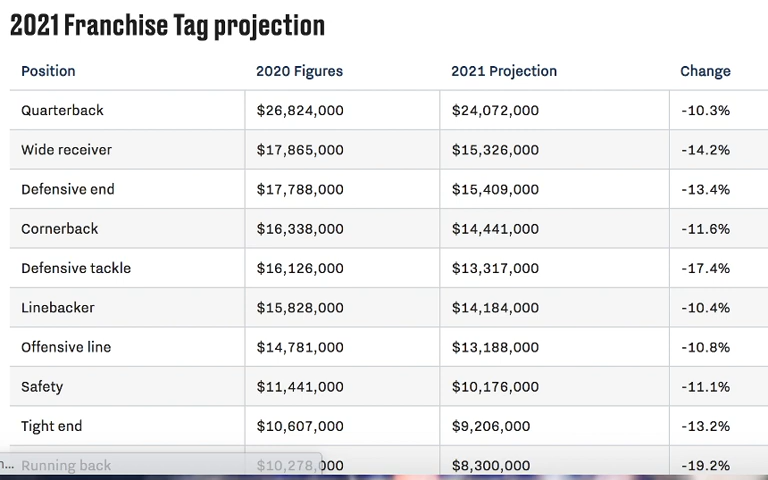 2021 Franchise Tag projection
Position 2020 Figures 2021 Projection Change
Quarterback $26,824,000 $24,072,000 -10.3%
Wide receiver $17,865,000 $15,326,000 -14.2%
Defensive end $17,788,000 $15,409,000 -13.4%
Cornerback $16,338,000 $14,441,000 -11.6%
Defensive tackle $16,126,000 $13,317,000 -17.4%
Linebacker $15,828,000 $14,184,000 -10.4%
Offensive line $14,781,000 $13,188,000 -10.8%
Safety $11,441,000 $10,176,000 -11.1%
Tight end $10,607,000 $9,206,000 -13.2%
Running back $10,278,000 $8,300,000 -19.2%